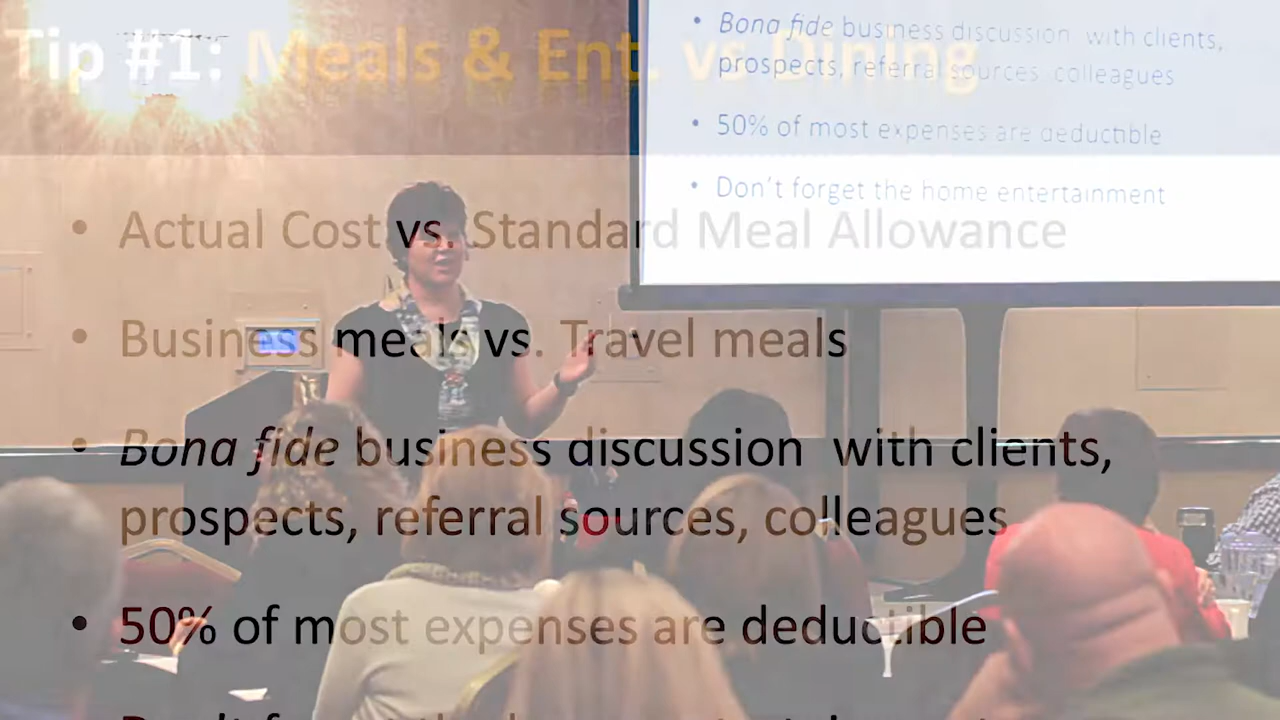 Tip #1: Meals & Ent. vs Dining
• Bona fide business discussion with clients,
prospects, referral sources, colleagues
• 50% of most expenses are deductible
• Don't forget the home entertainment
• Actual Cost vs. Standard Meal Allowance
• Business meals vs. Travel meals
• Bona fide business discussion with clients,
prospects, referral sources, colleagues
• 50% of most expenses are deductible